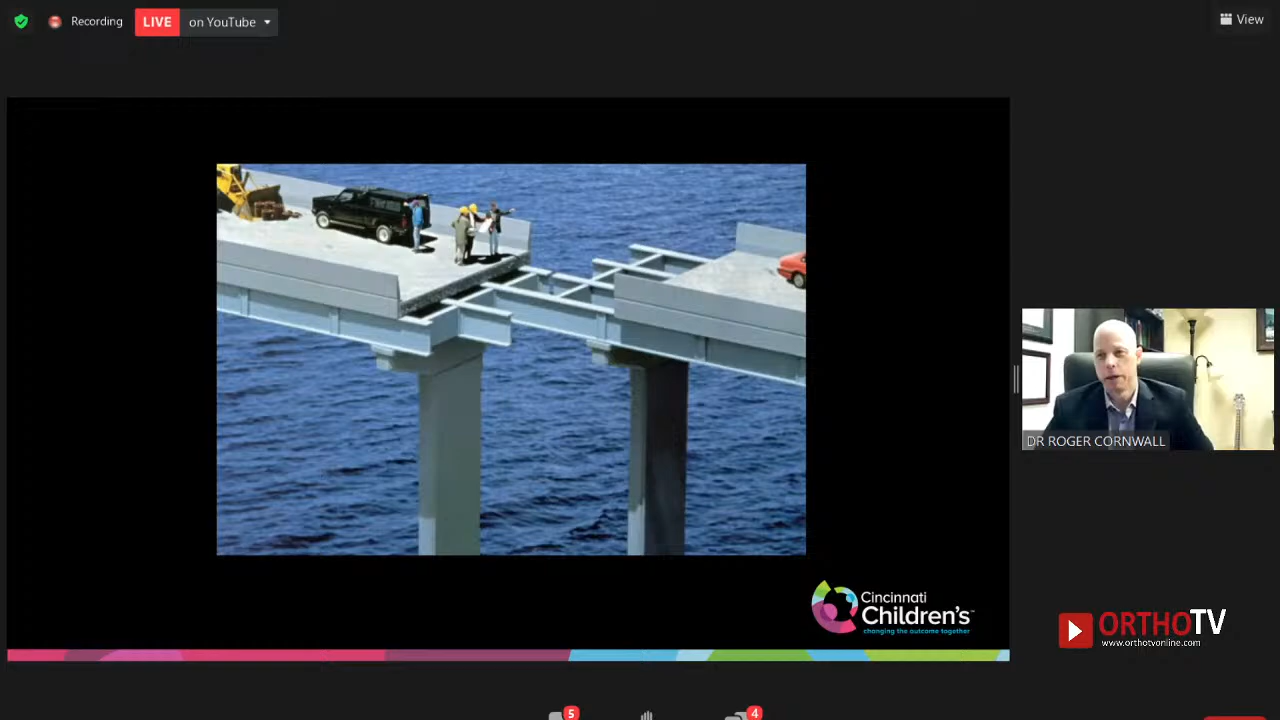 Recording
LIVE
on YouTube
View
DR ROGER CORNWALL
Cincinnati
Children's™
changing the outcome together
ORTHOTV
www.orthotvonline.com
5
4